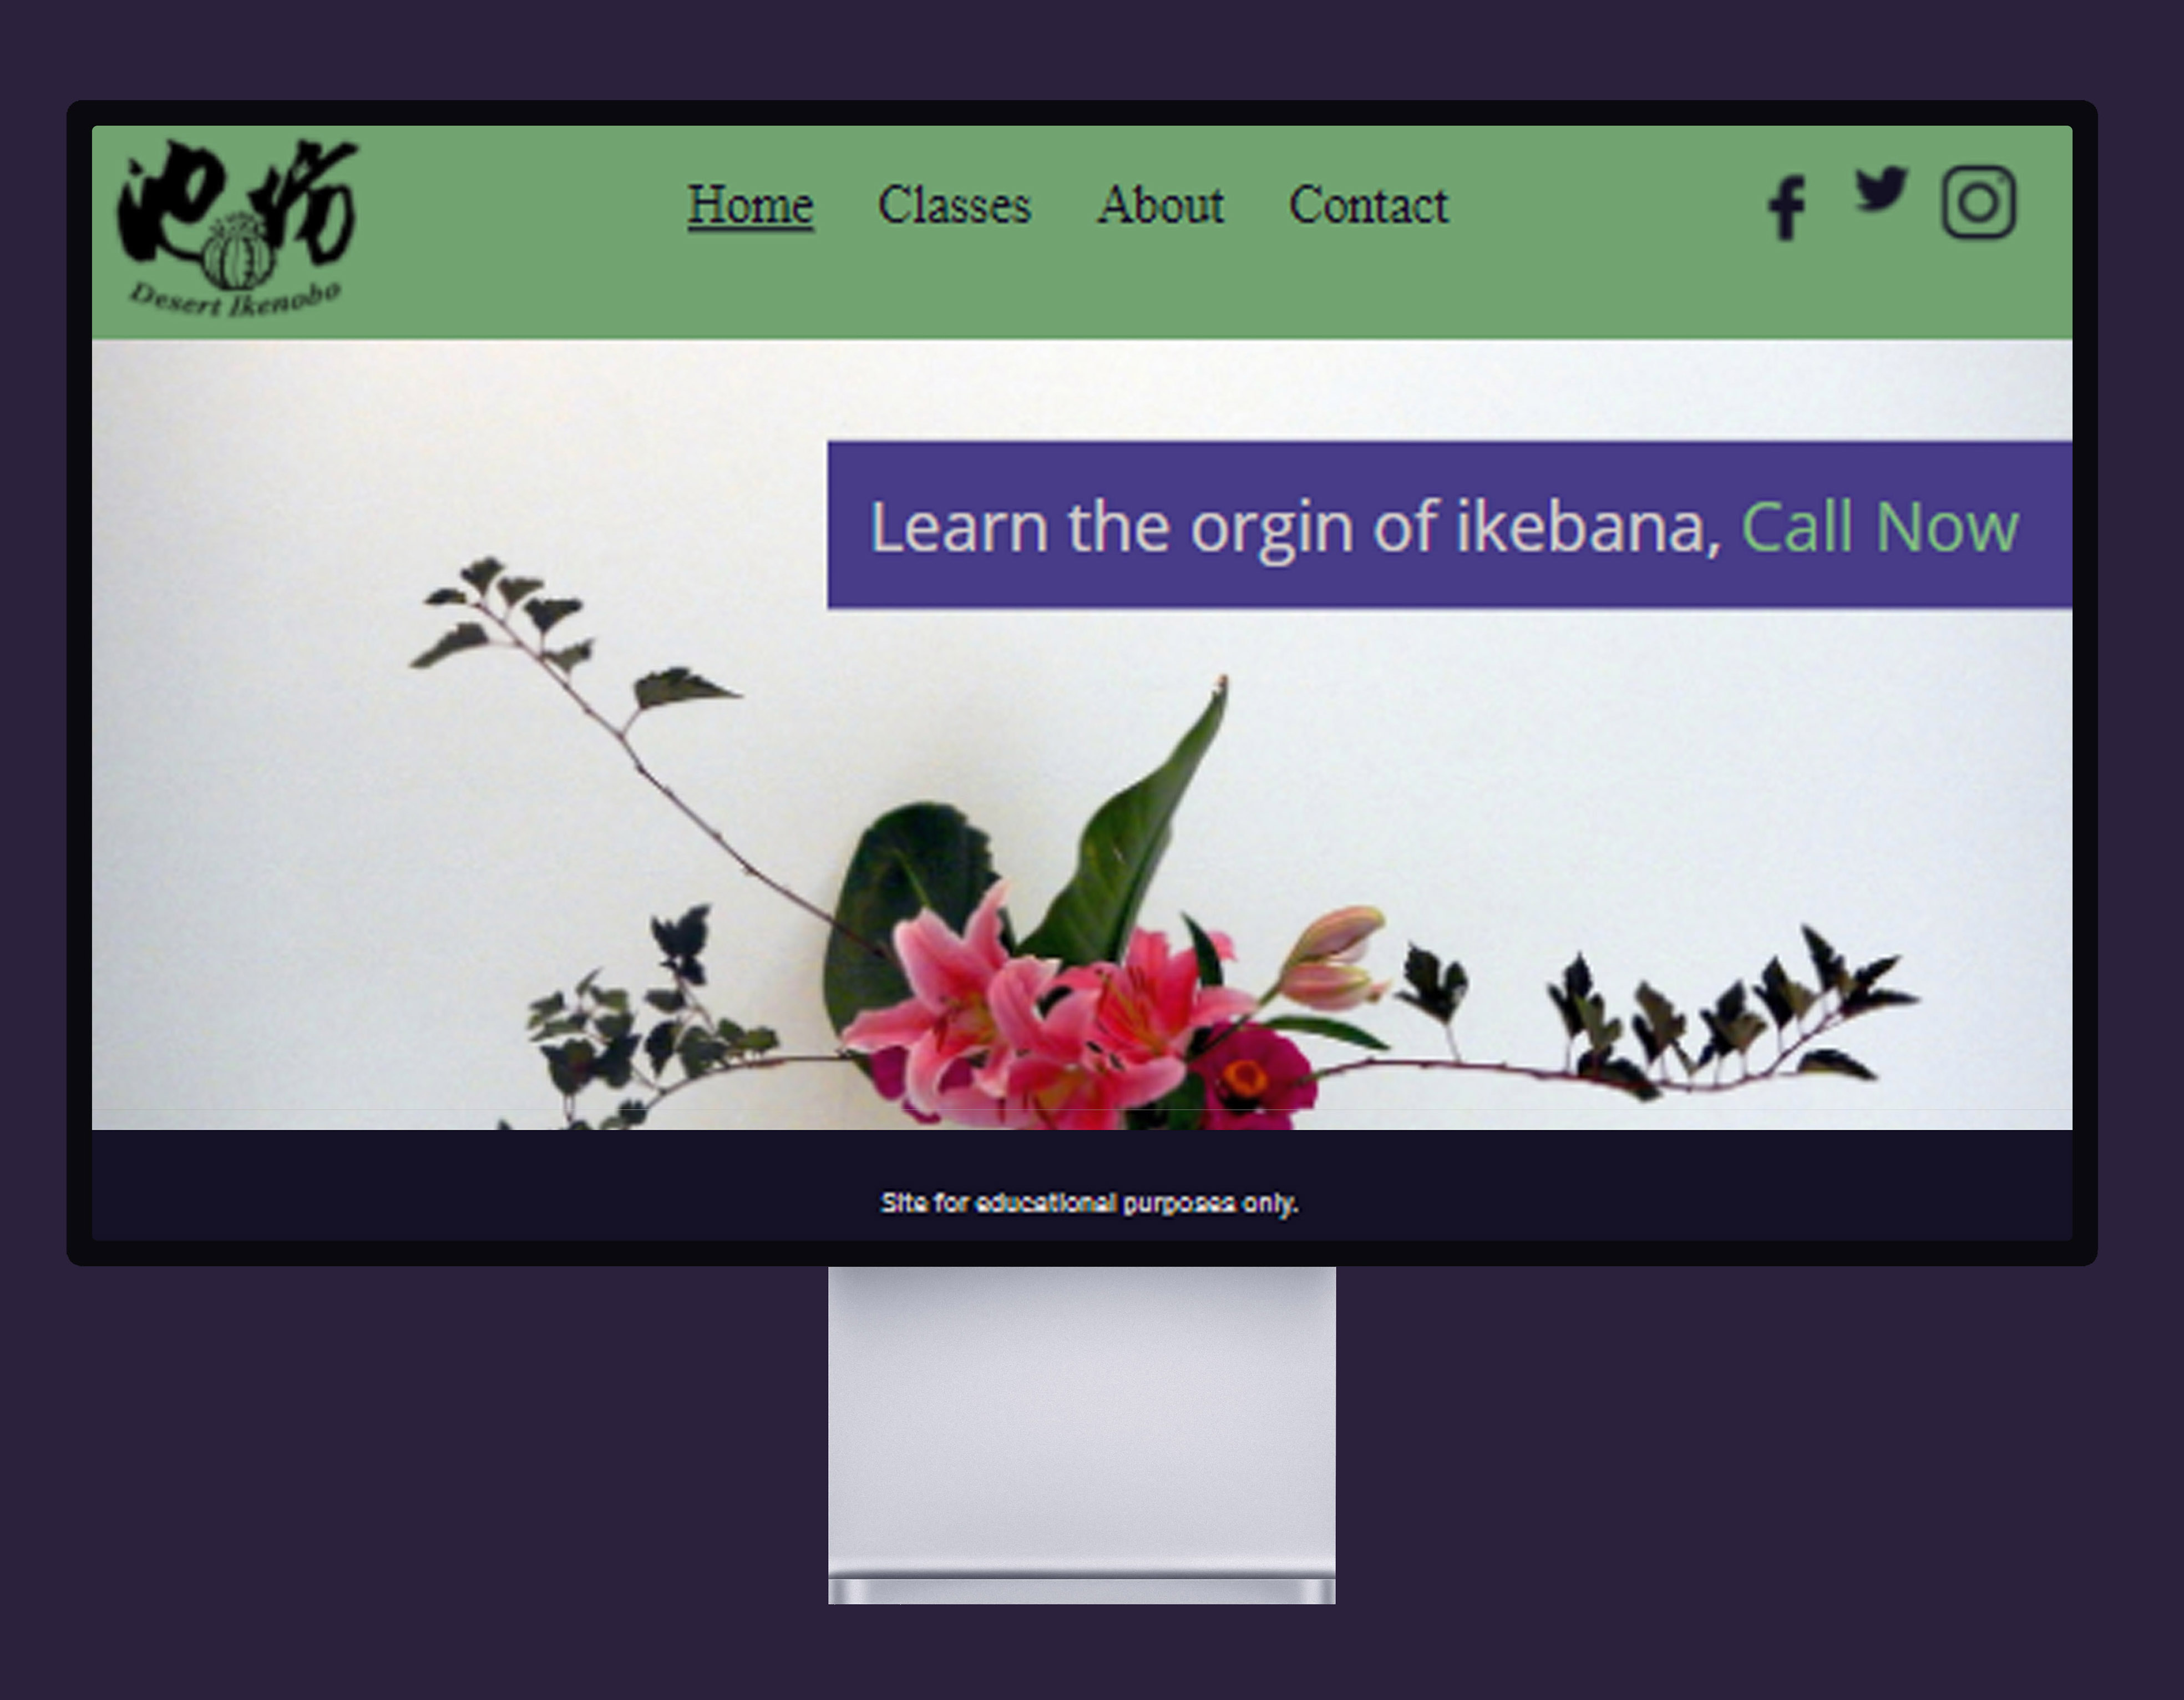 池坊
Desert Ikenobo
Home Classes About Contact
Learn the orgin of ikebana, Call Now
Site for educational purposes only.